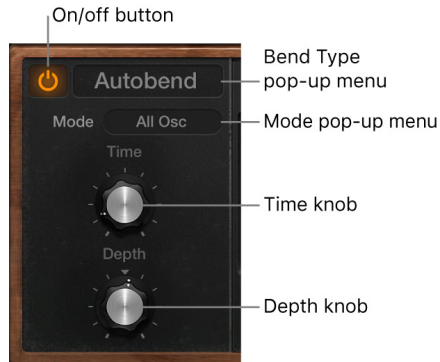 On/off button
Bend Type
pop-up menu
Autobend
Mode
All Osc
Mode pop-up menu
Time
Time knob
Depth
Depth knob